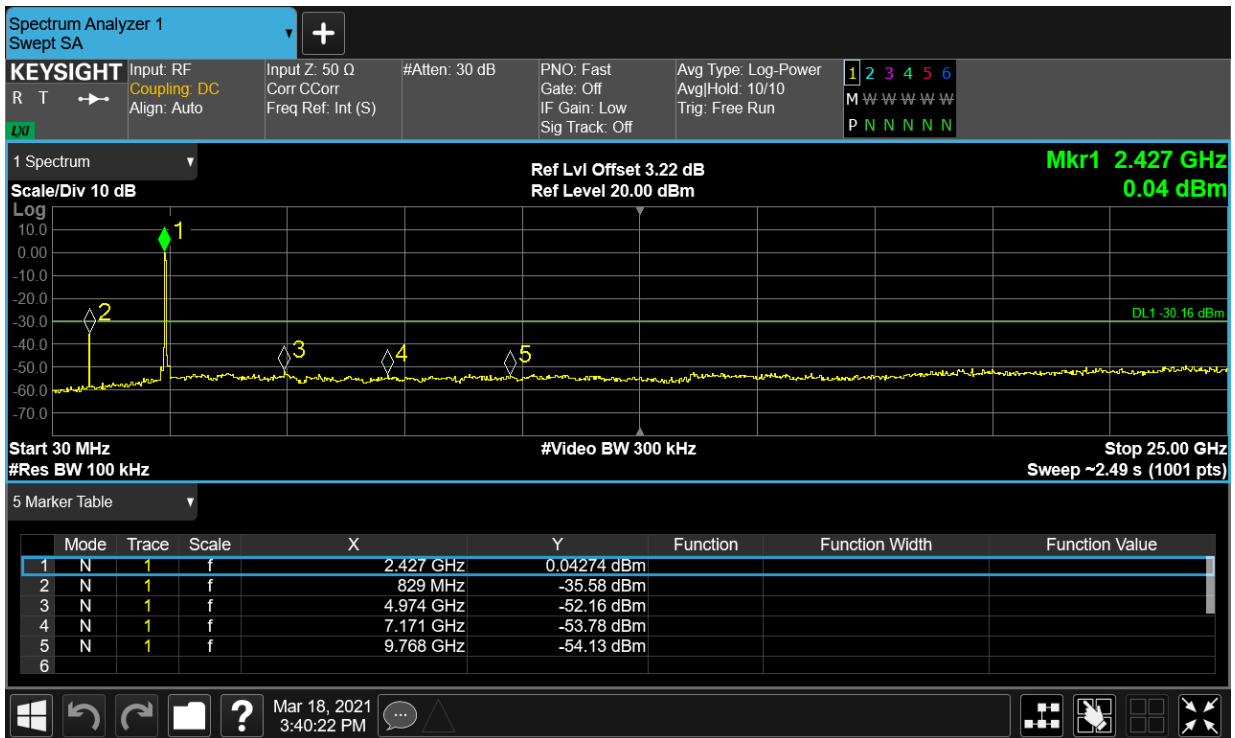 Spectrum Analyzer 1
Swept SA
KEYSIGHT
R T
LXI
Input: RF
Coupling: DC
Align: Auto
Input Z: 50 Ω
Corr CCorr
Freq Ref: Int (S)
#Atten: 30 dB
PNO: Fast
Gate: Off
IF Gain: Low
Sig Track: Off
Avg Type: Log-Power
Avg|Hold: 10/10
Trig: Free Run
1 2 3 4 5 6
M W W W W W
P N N N N N
1 Spectrum
Scale/Div 10 dB
Ref Lvl Offset 3.22 dB
Ref Level 20.00 dBm
Mkr1 2.427 GHz
0.04 dBm
Log
10.0
0.00
-10.0
-20.0
-30.0
-40.0
-50.0
-60.0
-70.0
1
2
3
4
5
DL1 -30.16 dBm
Start 30 MHz
#Video BW 300 kHz
Stop 25.00 GHz
#Res BW 100 kHz
Sweep ~2.49 s (1001 pts)
5 Marker Table
Mode Trace Scale X Y Function Function Width Function Value
1 N 1 f 2.427 GHz 0.04274 dBm
2 N 1 f 829 MHz -35.58 dBm
3 N 1 f 4.974 GHz -52.16 dBm
4 N 1 f 7.171 GHz -53.78 dBm
5 N 1 f 9.768 GHz -54.13 dBm
6
?
Mar 18, 2021
3:40:22 PM